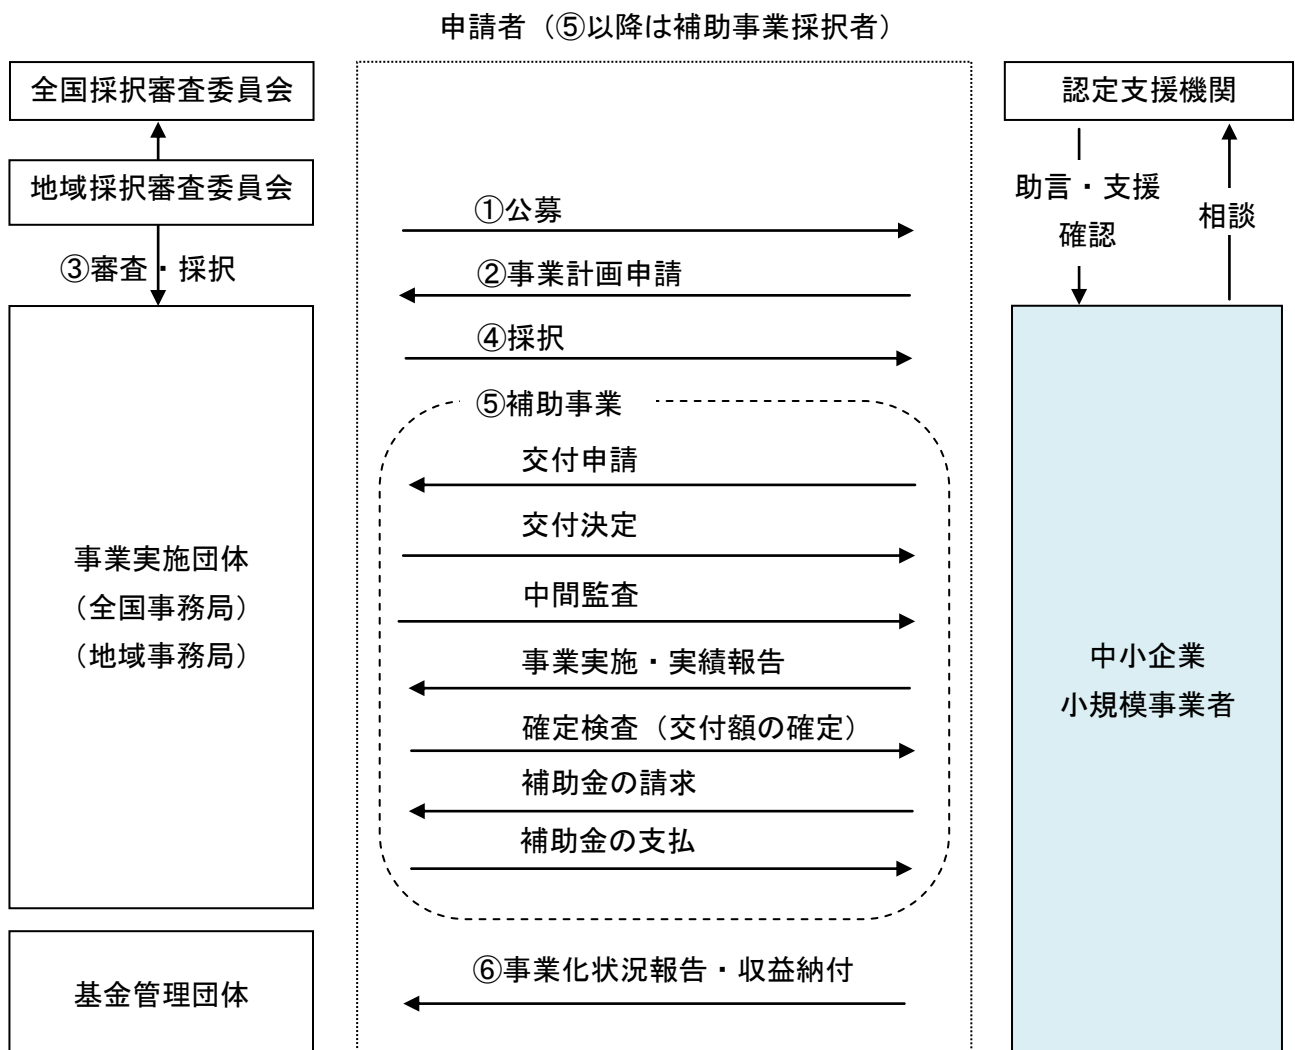 申請者（⑤以降は補助事業採択者）
全国採択審査委員会
地域採択審査委員会
③審査・採択
事業実施団体
（全国事務局）
（地域事務局）
基金管理団体
①公募
②事業計画申請
④採択
⑤補助事業
交付申請
交付決定
中間監査
事業実施・実績報告
確定検査（交付額の確定）
補助金の請求
補助金の支払
⑥事業化状況報告・収益納付
認定支援機関
助言・支援
確認
相談
中小企業
小規模事業者